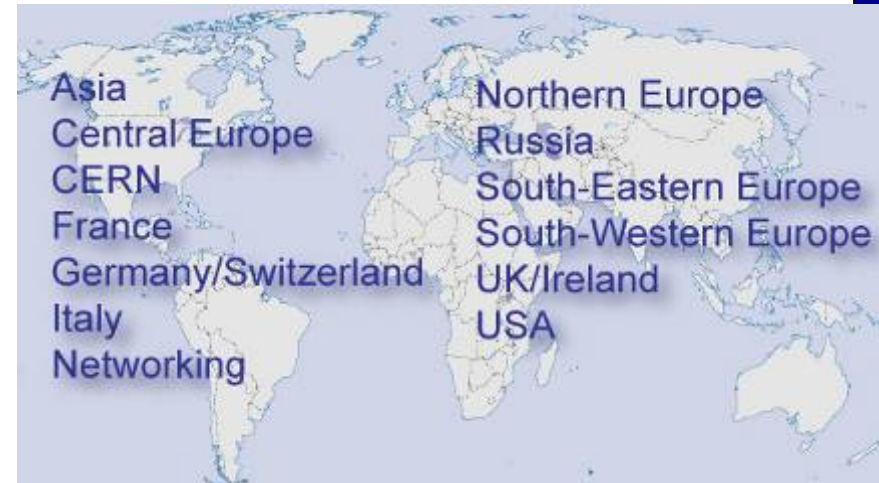 Asia
Central Europe
CERN
France
Germany/Switzerland
Italy
Networking
Northern Europe
Russia
South-Eastern Europe
South-Western Europe
UK/Ireland
USA